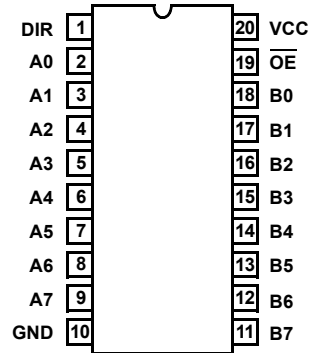 DIR 1 20 VCC
A0 2 19 O̅E̅
A1 3 18 B0
A2 4 17 B1
A3 5 16 B2
A4 6 15 B3
A5 7 14 B4
A6 8 13 B5
A7 9 12 B6
GND 10 11 B7